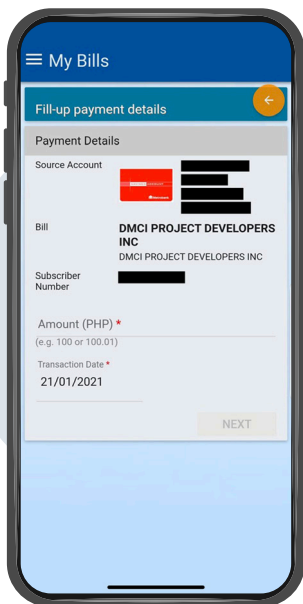 My Bills
Fill-up payment details
Payment Details
Source Account
Bill
DMCI PROJECT DEVELOPERS
INC
DMCI PROJECT DEVELOPERS INC
Subscriber
Number
Amount (PHP) *
(e.g. 100 or 100.01)
Transaction Date *
21/01/2021
NEXT